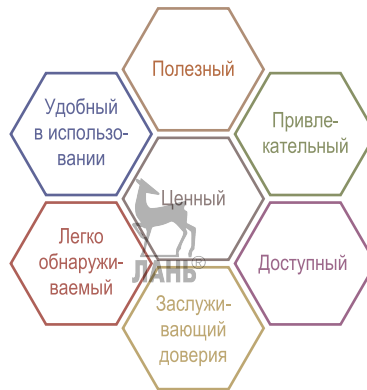 Полезный
Удобный
в использо-
вании
Привле-
кательный
Ценный
Легко
обнаружи-
ваемый
Доступный
ЛАНЬ®
Заслужи-
вающий
доверия